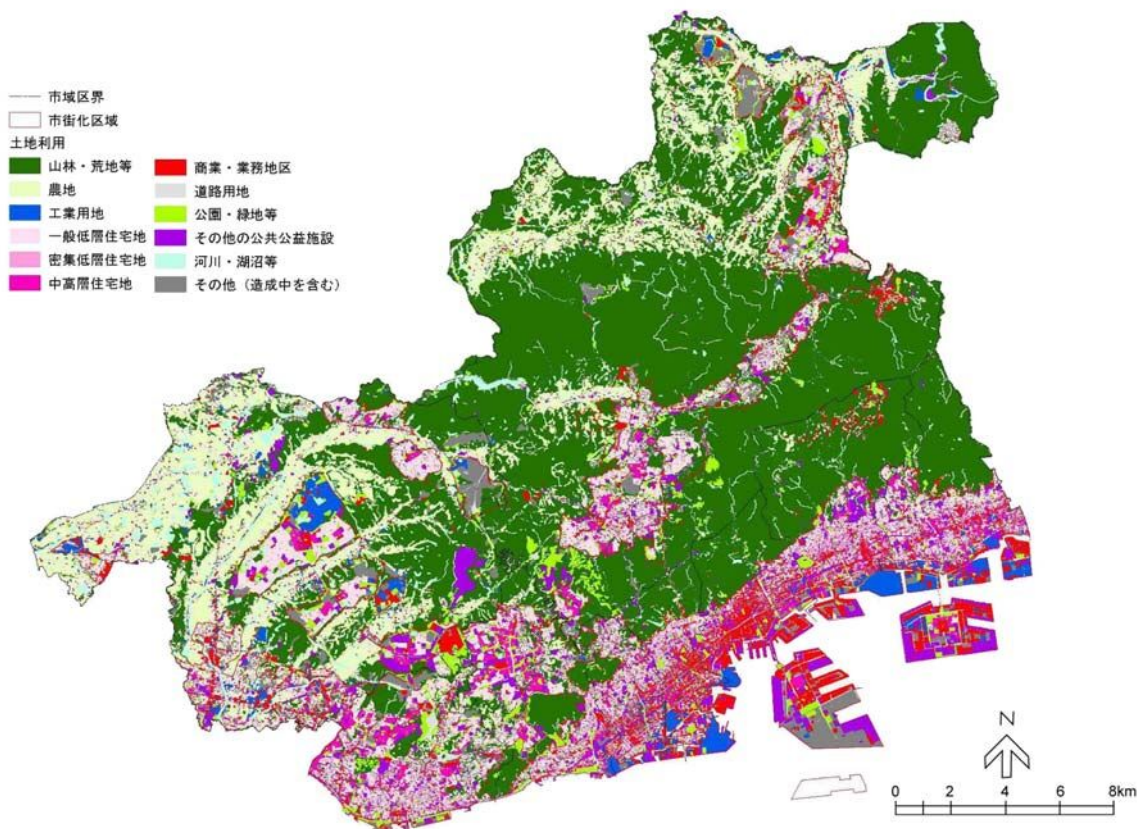 市域区界
市街化区域
土地利用
山林・荒地等
農地
工業用地
一般低層住宅地
密集低層住宅地
中高層住宅地
商業・業務地区
道路用地
公園・緑地等
その他の公共公益施設
河川・湖沼等
その他（造成中を含む）
N
0 2 4 6 8km